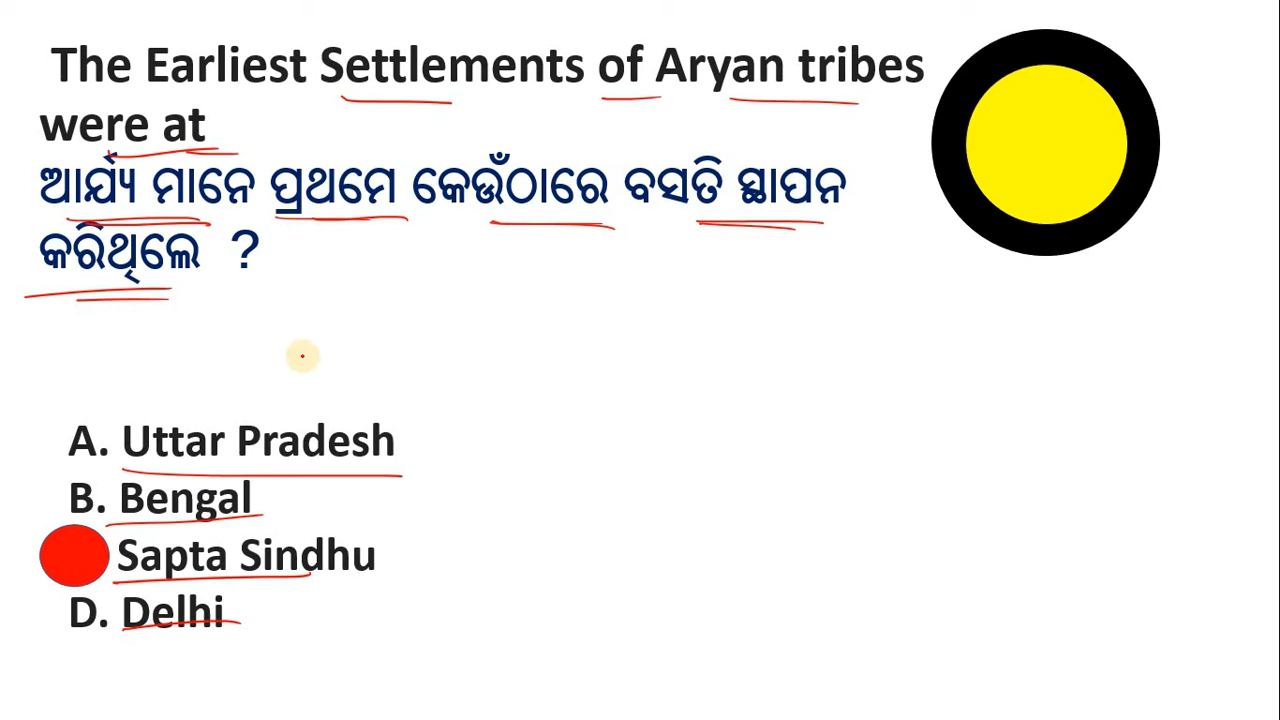 The Earliest Settlements of Aryan tribes
were at
ଆର୍ଯ୍ୟ ମାନେ ପ୍ରଥମେ କେଉଁଠାରେ ବସତି ସ୍ଥାପନ
କରିଥିଲେ ?
A. Uttar Pradesh
B. Bengal
Sapta Sindhu
D. Delhi